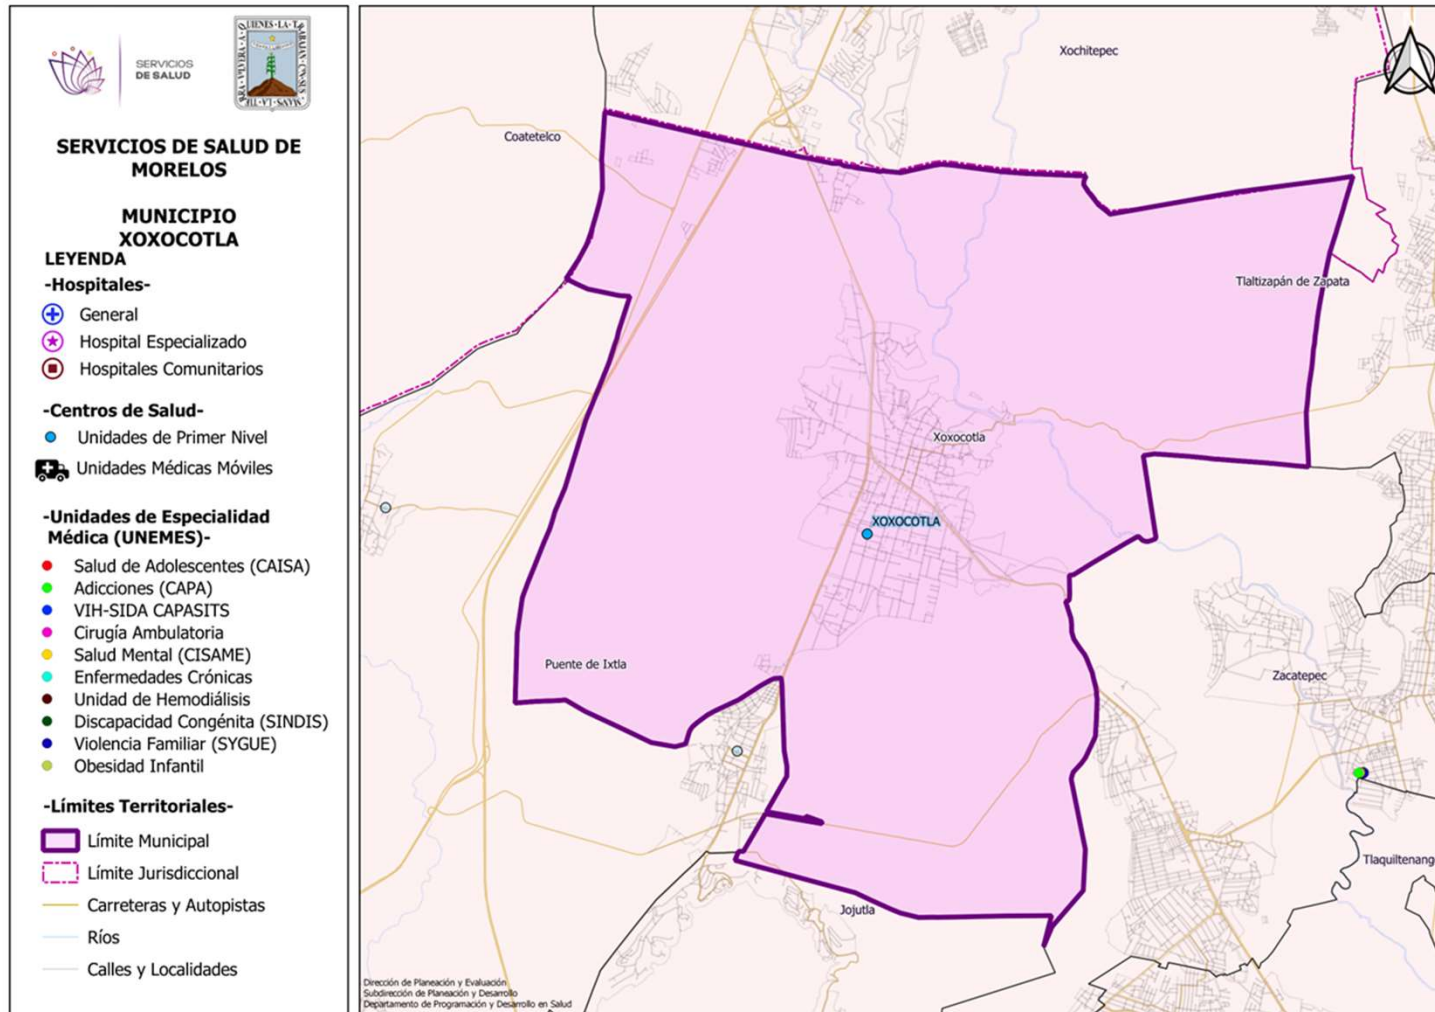 SERVICIOS
DE SALUD
SERVICIOS DE SALUD DE
MORELOS
MUNICIPIO
XOXOCOTLA
LEYENDA
-Hospitales-
General
Hospital Especializado
Hospitales Comunitarios
-Centros de Salud-
Unidades de Primer Nivel
Unidades Médicas Móviles
-Unidades de Especialidad
Médica (UNEMES)-
Salud de Adolescentes (CAISA)
Adicciones (CAPA)
VIH-SIDA CAPASITS
Cirugía Ambulatoria
Salud Mental (CISAME)
Enfermedades Crónicas
Unidad de Hemodiálisis
Discapacidad Congénita (SINDIS)
Violencia Familiar (SYGUE)
Obesidad Infantil
-Límites Territoriales-
Límite Municipal
Límite Jurisdiccional
Carreteras y Autopistas
Ríos
Calles y Localidades
Xochitepec
Coatetelco
Tlaltizapán de Zapata
Xoxocotla
XOXOCOTLA
Puente de Ixtla
Zacatepec
Tlaquiltenang
Jojutla
Dirección de Planeación y Evaluación
Subdirección de Planeación y Desarrollo
Departamento de Programación y Desarrollo en Salud